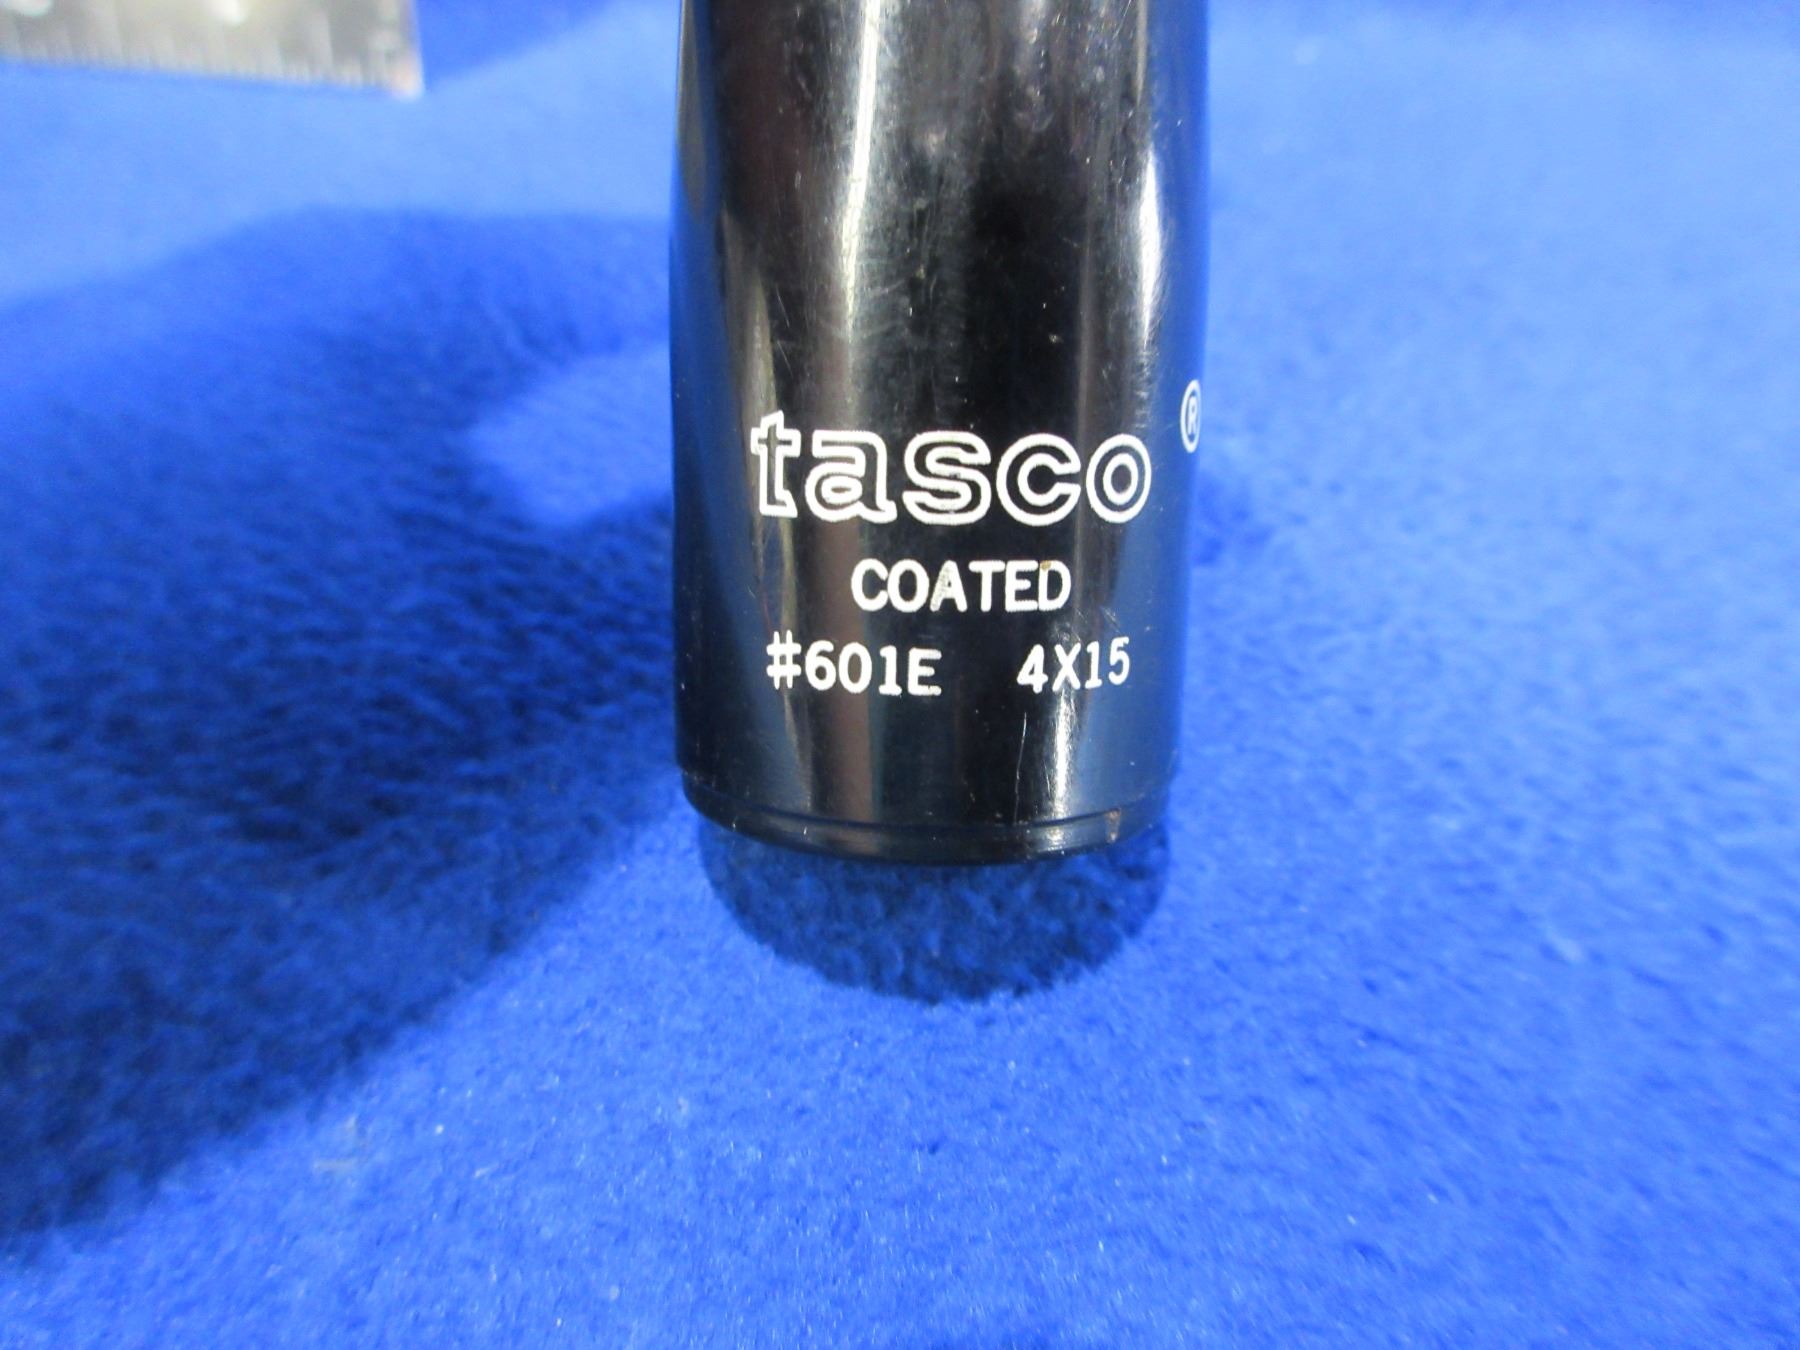 tasco ®
COATED
#601E 4X15